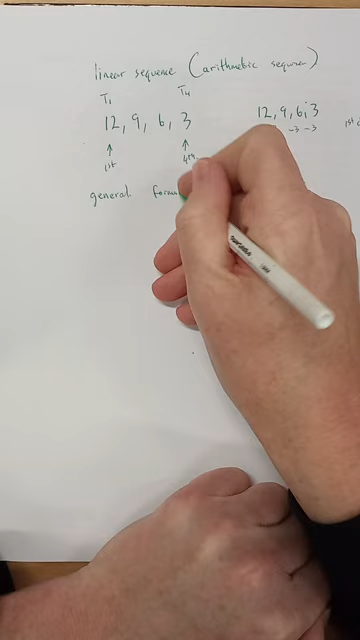 linear sequence (arithmetic sequence)
T₁ T₄
12, 9, 6, 3 12, 9, 6, 3
-3 -3
1st 4th 1st
general